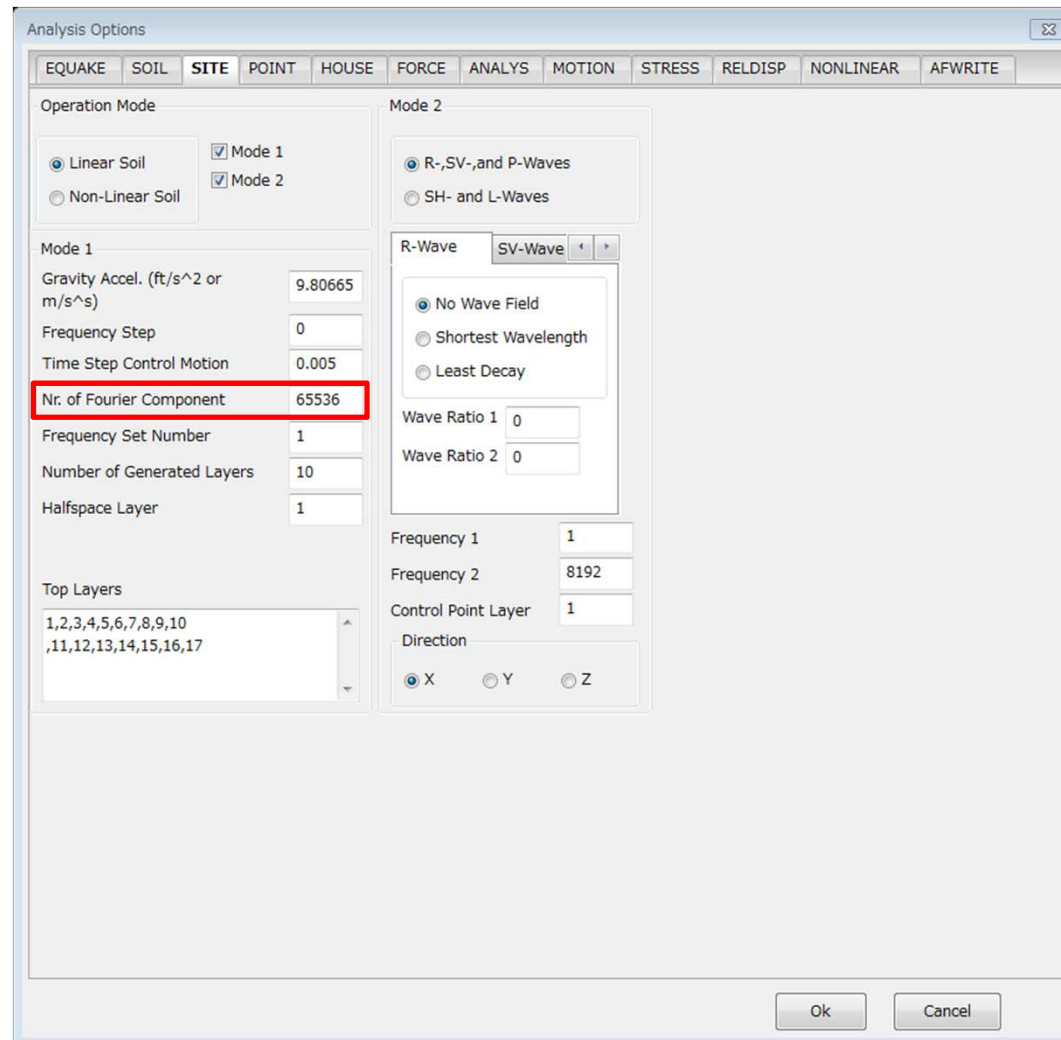 Analysis Options
EQUAKE SOIL SITE POINT HOUSE FORCE ANALYS MOTION STRESS RELDISP NONLINEAR AFWRITE
Operation Mode
Linear Soil
Non-Linear Soil
Mode 1
Mode 2
Mode 1
Gravity Accel. (ft/s^2 or
m/s^s) 9.80665
Frequency Step 0
Time Step Control Motion 0.005
Nr. of Fourier Component 65536
Frequency Set Number 1
Number of Generated Layers 10
Halfspace Layer 1
Top Layers
1,2,3,4,5,6,7,8,9,10
,11,12,13,14,15,16,17
Mode 2
R-,SV-,and P-Waves
SH- and L-Waves
R-Wave SV-Wave
No Wave Field
Shortest Wavelength
Least Decay
Wave Ratio 1 0
Wave Ratio 2 0
Frequency 1 1
Frequency 2 8192
Control Point Layer 1
Direction
X Y Z
Ok Cancel